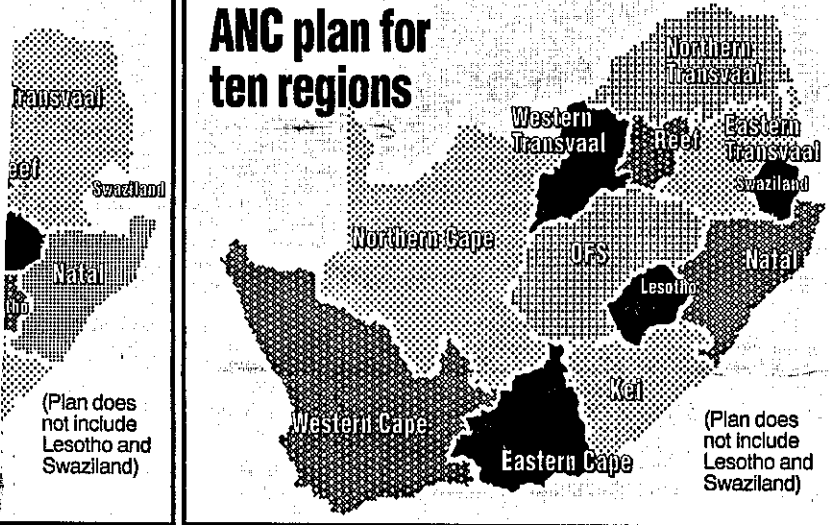 Transvaal
Swaziland
Natal
(Plan does
not include
Lesotho and
Swaziland)
ANC plan for
ten regions
Northern
Transvaal
Western
Transvaal
Reef
Eastern
Transvaal
Swaziland
Northern Cape
OFS
Natal
Lesotho
Kei
Western Cape
Eastern Cape
(Plan does
not include
Lesotho and
Swaziland)